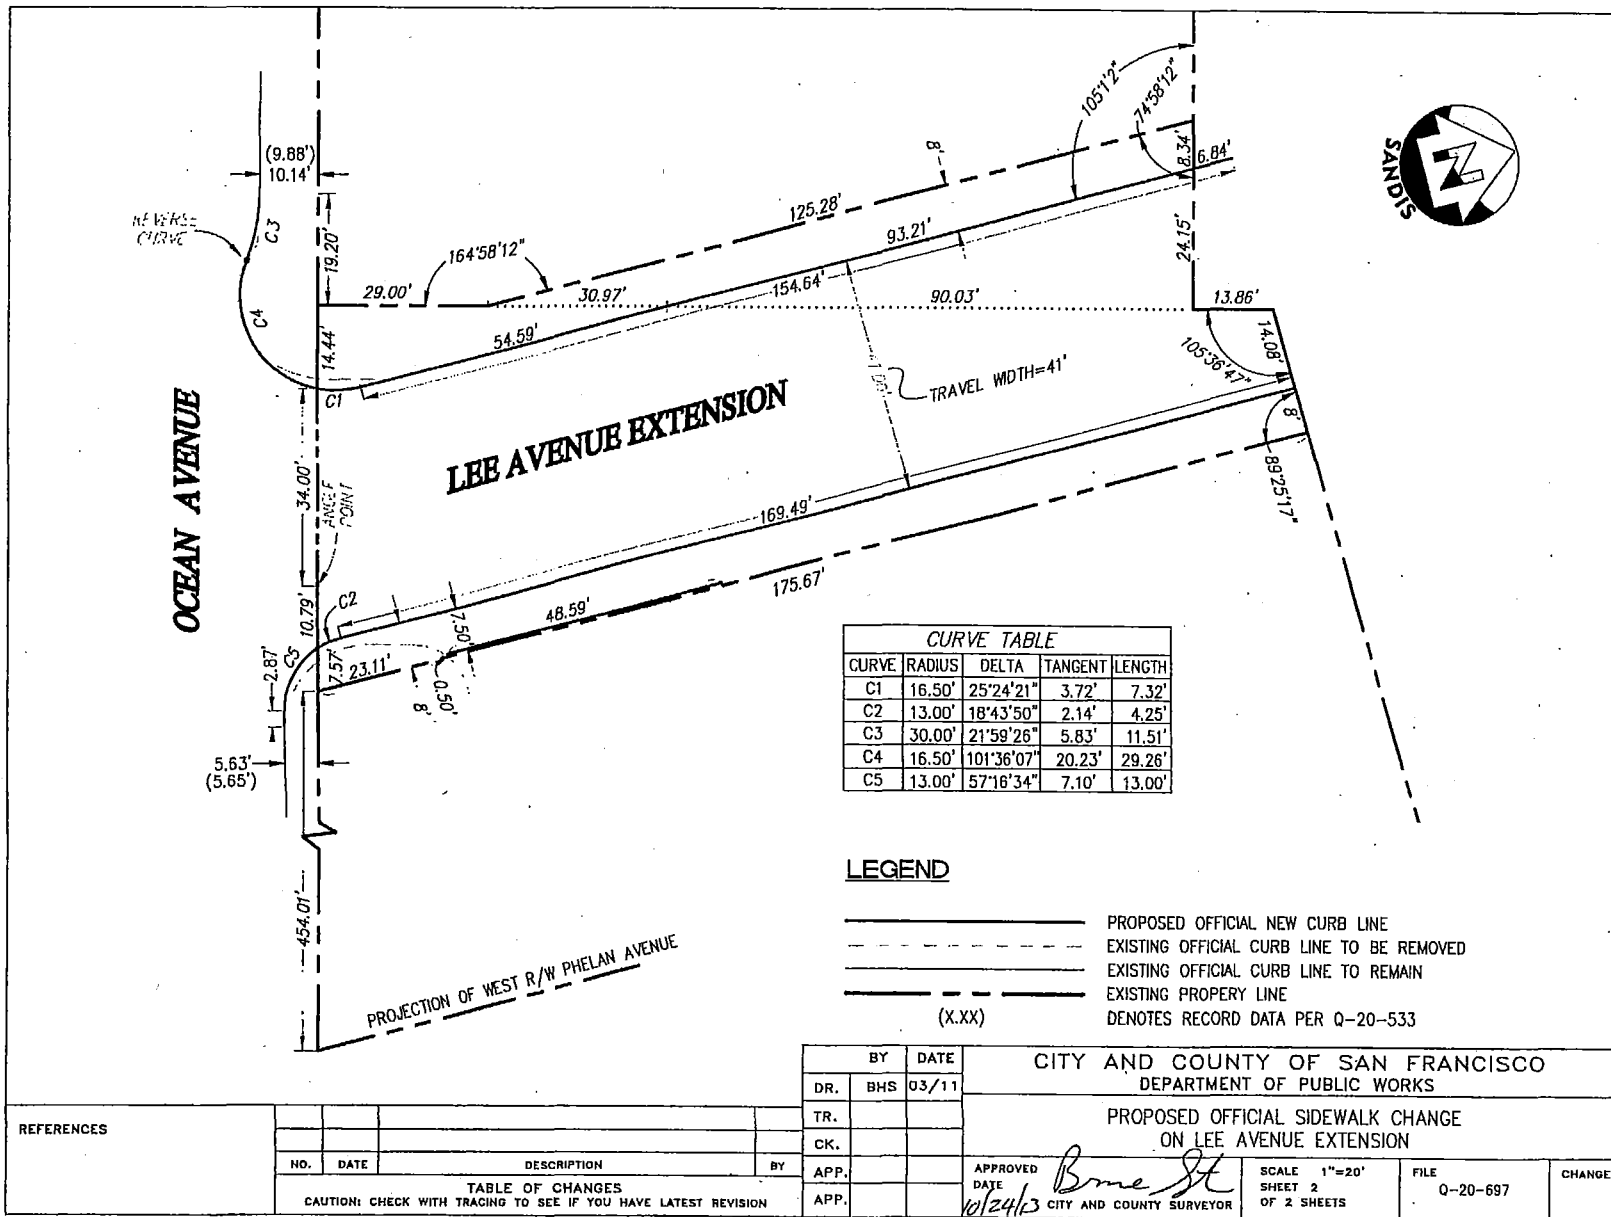 105°1'2"
74°58'12"
8.34'
6.84'
SANDIS
(9.88')
10.14'
REVERSE
CURVE
C3
19.20'
8'
125.28'
93.21'
24.15'
164°58'12"
29.00'
30.97'
154.64'
90.03'
13.86'
C4
14.44'
54.59'
14.08'
105°36'47"
C1
TRAVEL WIDTH=41'
8'
LEE AVENUE EXTENSION
OCEAN AVENUE
34.00'
ANGLE
POINT
169.49'
89°25'17"
10.79'
C2
48.59'
175.67'
7.50'
C5
2.87'
7.57'
23.11'
0.50'
8'
5.63'
(5.65')
CURVE TABLE
CURVE RADIUS DELTA TANGENT LENGTH
C1 16.50' 25°24'21" 3.72' 7.32'
C2 13.00' 18°43'50" 2.14' 4.25'
C3 30.00' 21°59'26" 5.83' 11.51'
C4 16.50' 101°36'07" 20.23' 29.26'
C5 13.00' 57°16'34" 7.10' 13.00'
454.01'
PROJECTION OF WEST R/W PHELAN AVENUE
LEGEND
PROPOSED OFFICIAL NEW CURB LINE
EXISTING OFFICIAL CURB LINE TO BE REMOVED
EXISTING OFFICIAL CURB LINE TO REMAIN
EXISTING PROPERY LINE
(X.XX) DENOTES RECORD DATA PER Q-20-533
BY DATE
DR. BHS 03/11
TR.
CK.
APP.
APP.
CITY AND COUNTY OF SAN FRANCISCO
DEPARTMENT OF PUBLIC WORKS
PROPOSED OFFICIAL SIDEWALK CHANGE
ON LEE AVENUE EXTENSION
REFERENCES
NO. DATE DESCRIPTION BY
TABLE OF CHANGES
CAUTION: CHECK WITH TRACING TO SEE IF YOU HAVE LATEST REVISION
APPROVED
DATE
10/24/13 CITY AND COUNTY SURVEYOR
SCALE 1"=20'
SHEET 2
OF 2 SHEETS
FILE
Q-20-697
CHANGE